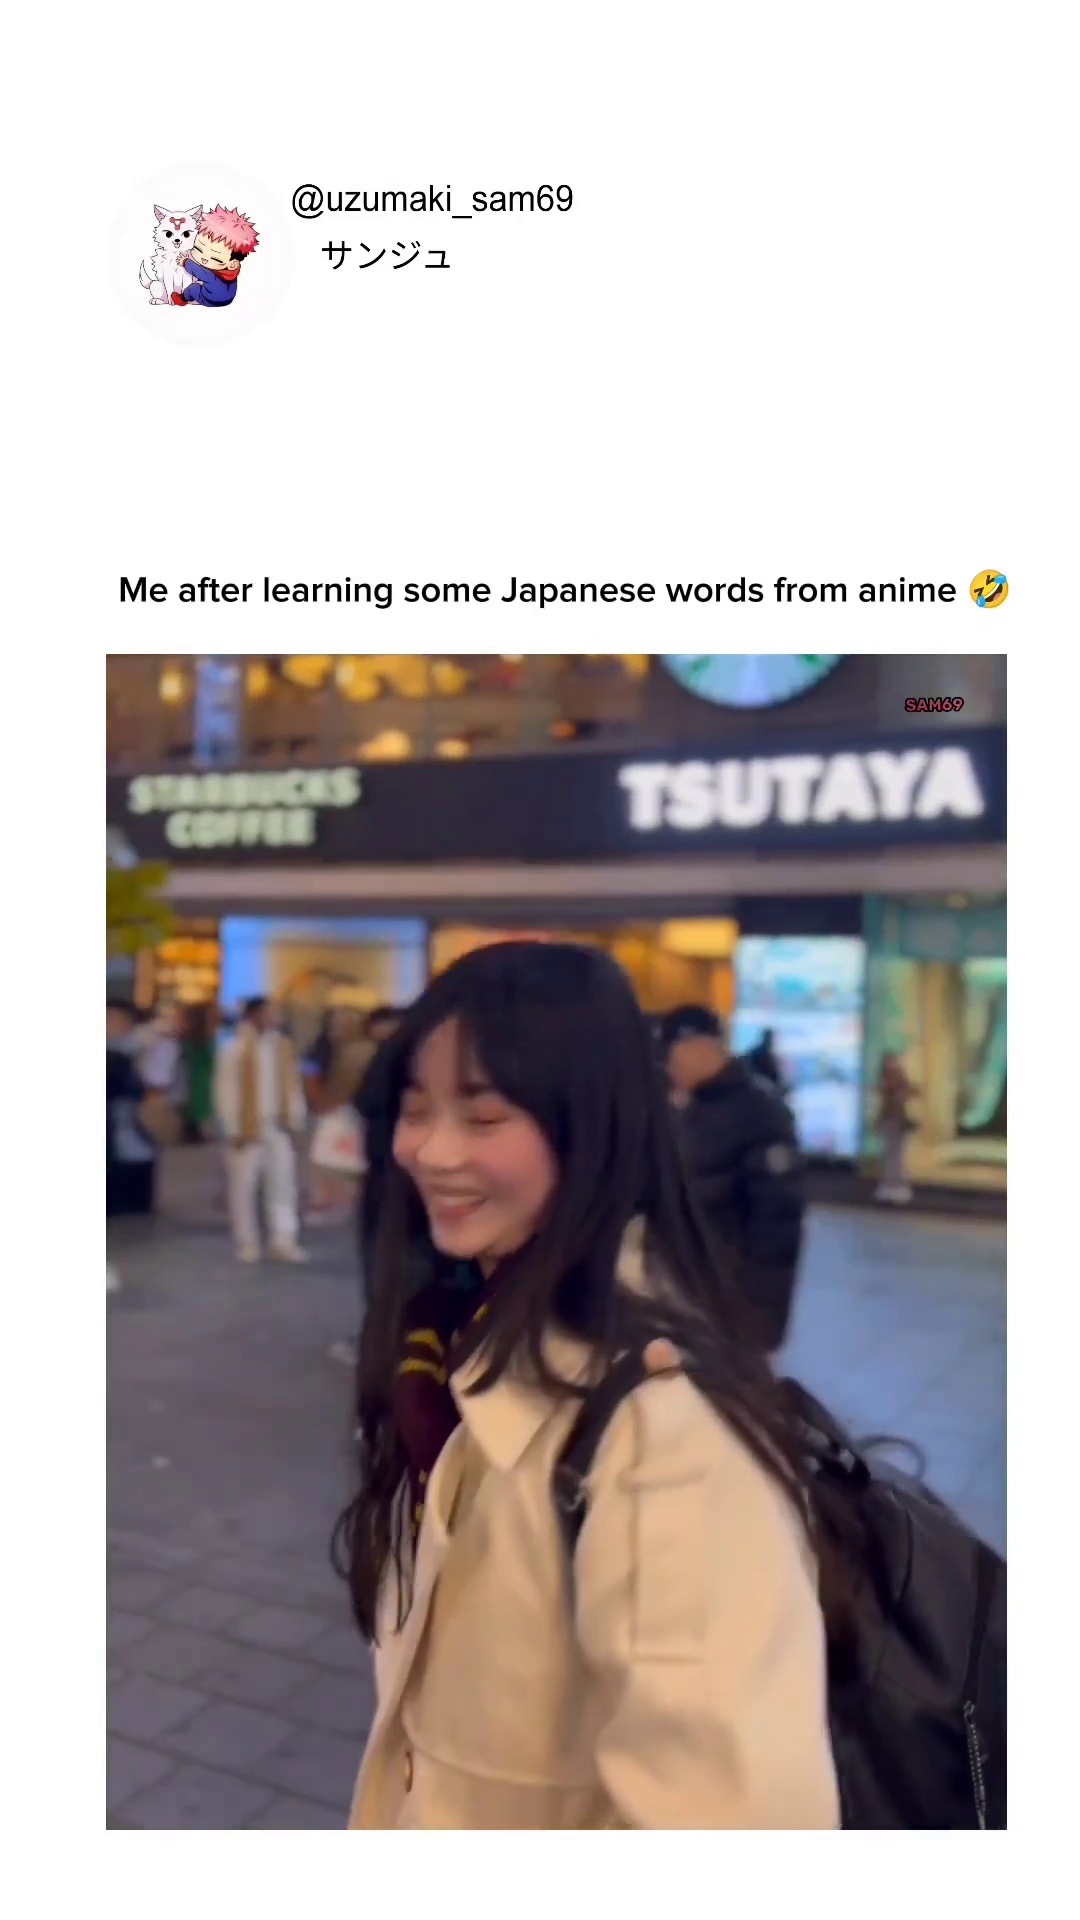 @uzumaki_sam69
サンジュ
Me after learning some Japanese words from anime 🤣
SAM69
STARBUCKS
COFFEE
TSUTAYA